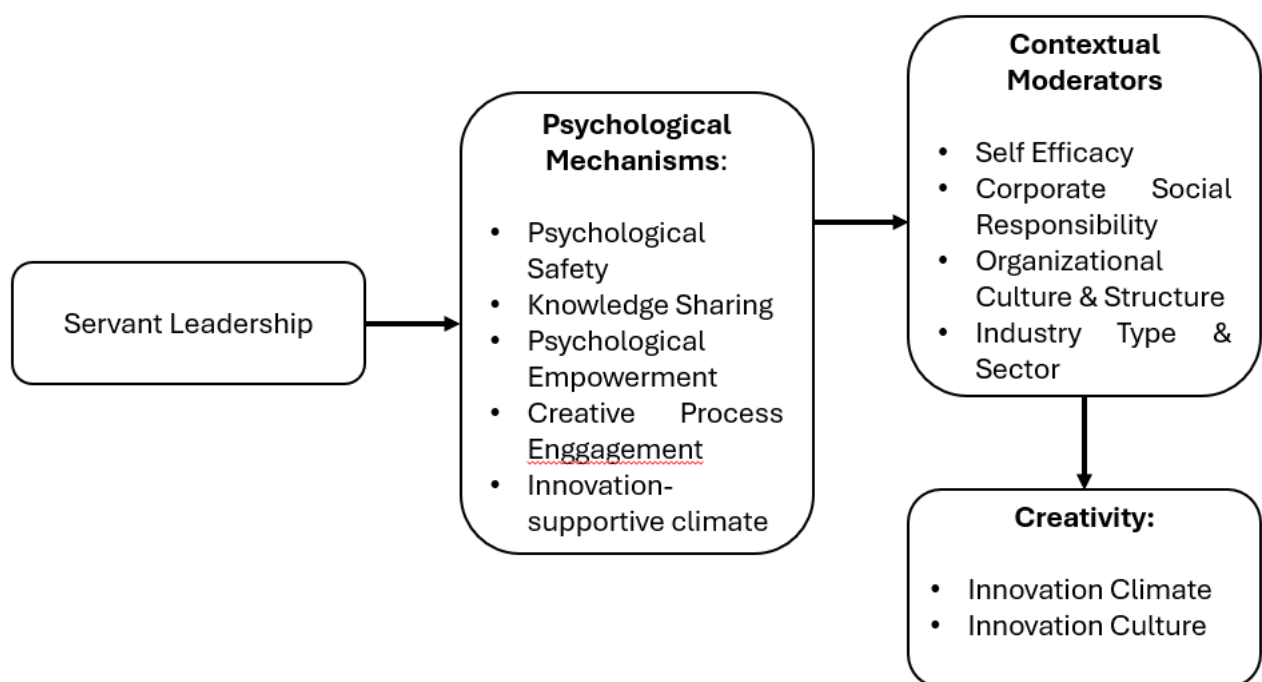 Servant Leadership
Psychological
Mechanisms:
• Psychological
Safety
• Knowledge Sharing
• Psychological
Empowerment
• Creative Process
Enggagement
• Innovation-
supportive climate
Contextual
Moderators
• Self Efficacy
• Corporate Social
Responsibility
• Organizational
Culture & Structure
• Industry Type &
Sector
Creativity:
• Innovation Climate
• Innovation Culture